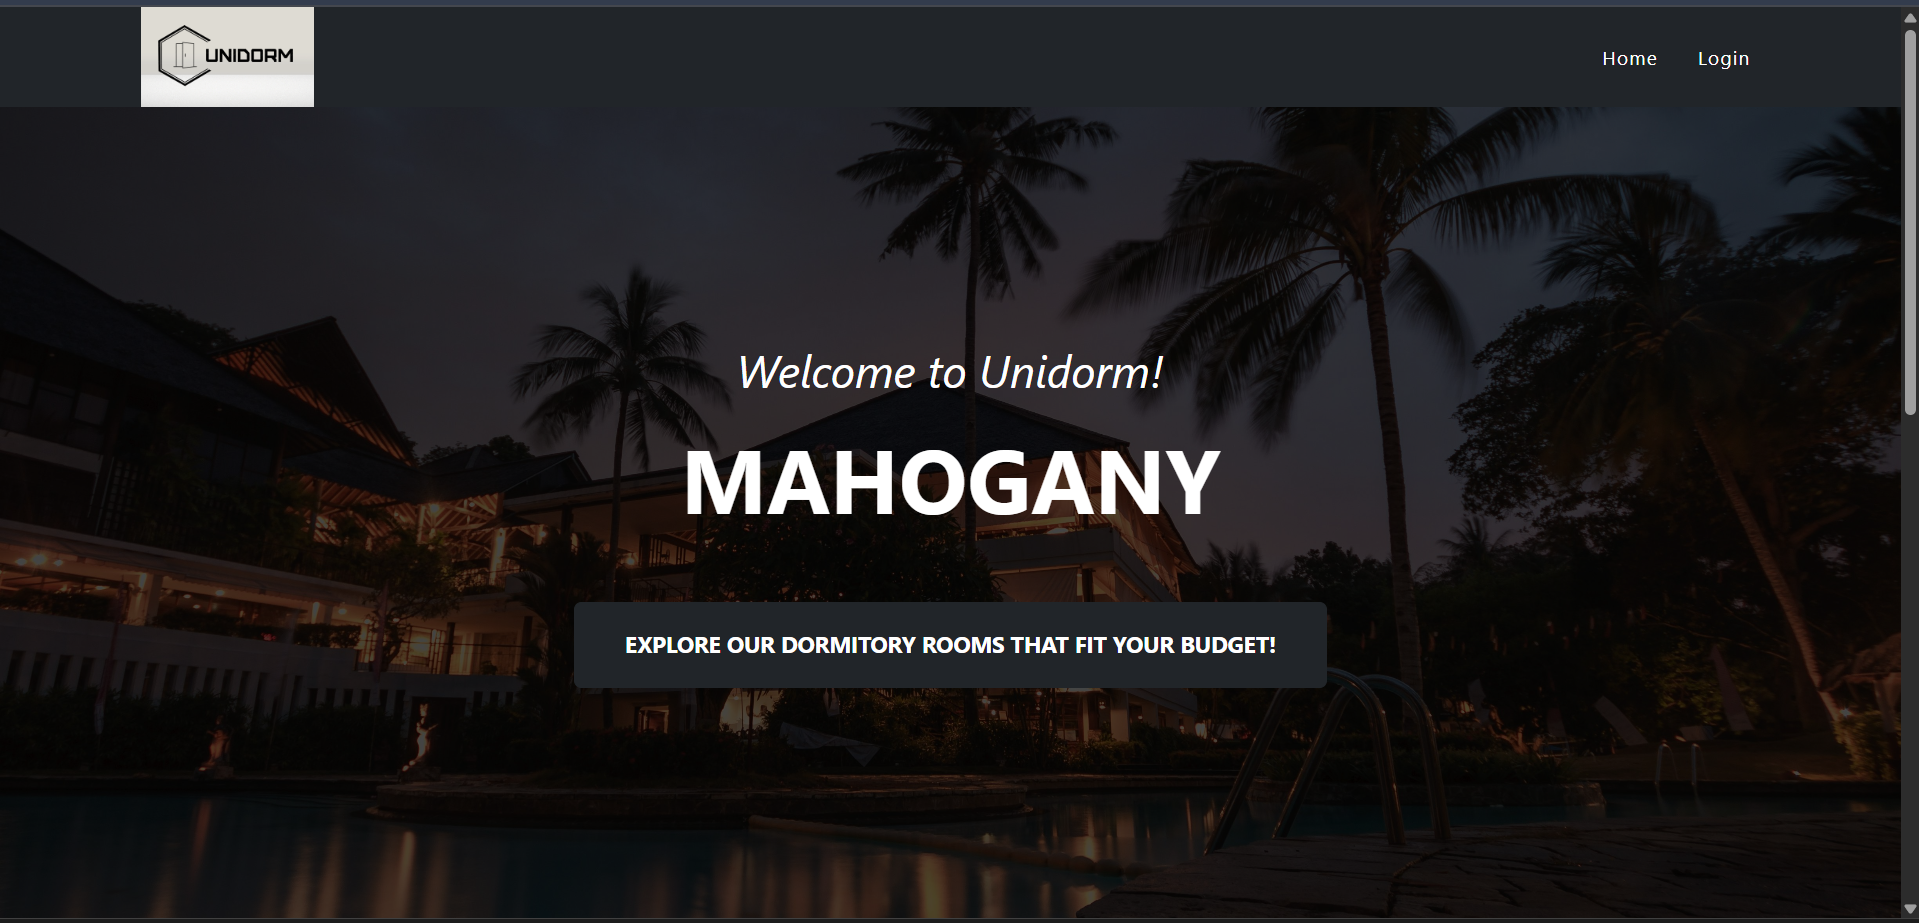 UNIDORM
Home Login
Welcome to Unidorm!
MAHOGANY
EXPLORE OUR DORMITORY ROOMS THAT FIT YOUR BUDGET!